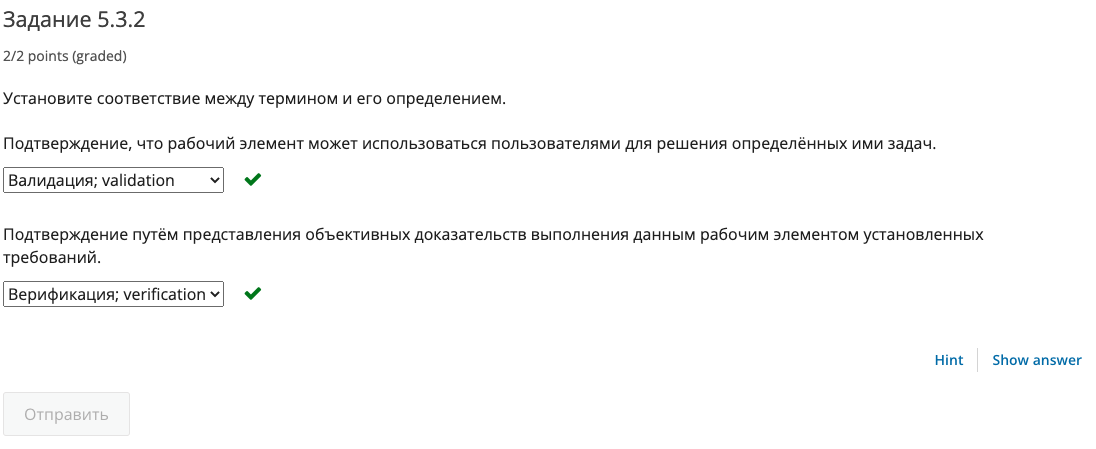 Задание 5.3.2
2/2 points (graded)
Установите соответствие между термином и его определением.
Подтверждение, что рабочий элемент может использоваться пользователями для решения определённых ими задач.
Валидация; validation
Подтверждение путём представления объективных доказательств выполнения данным рабочим элементом установленных
требований.
Верификация; verification
Hint
Show answer
Отправить